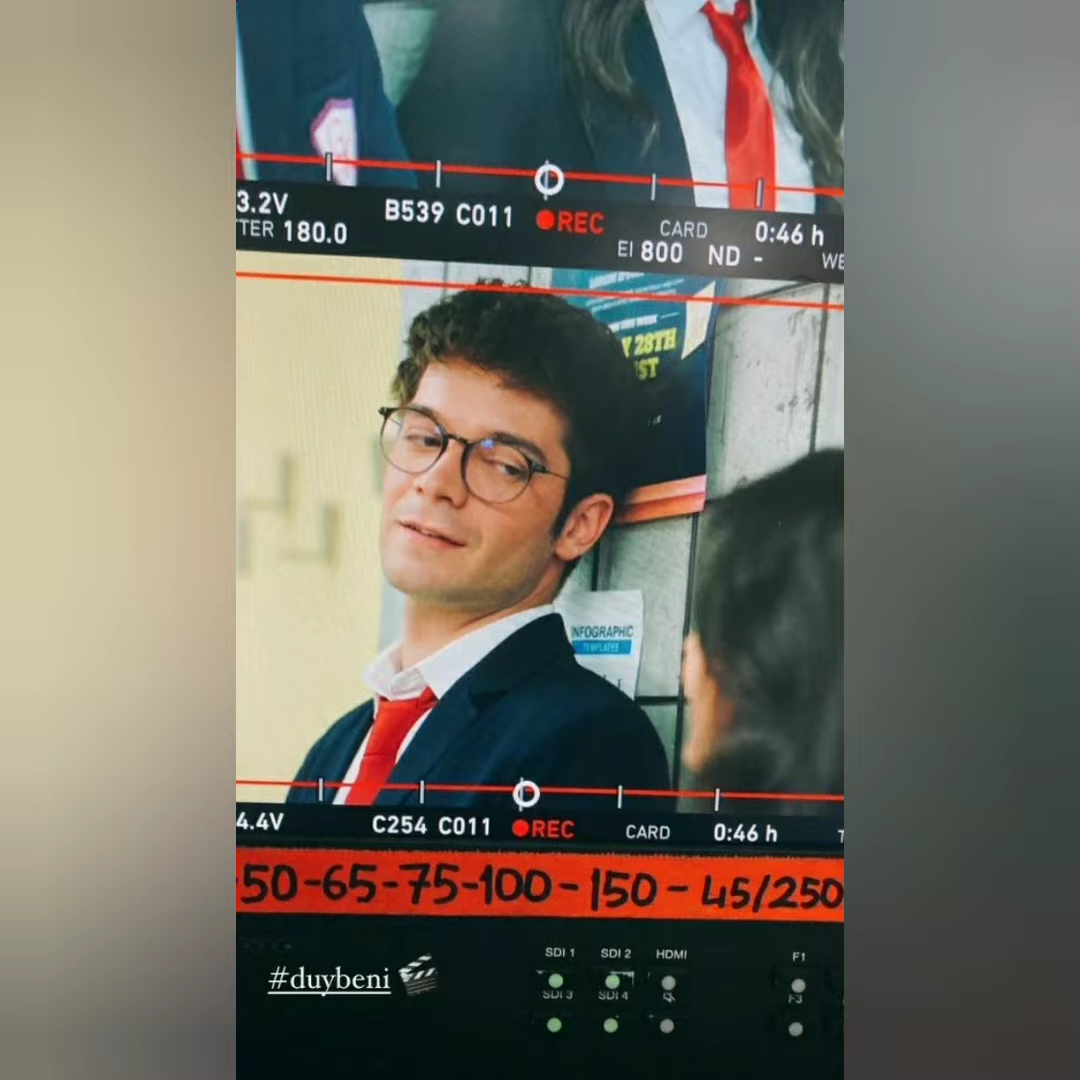 3.2V
B539 C011
REC
CARD
0:46 h
TER 180.0
EI 800
ND -
WE
28TH
4.4V
C254 C011
REC
CARD
0:46 h
INFOGRAPHIC
TEMPLATES
50-65-75-100-150-45/250
SDI 1
SDI 2
HDMI
F1
SDI 3
SDI 4
F3
#duybeni